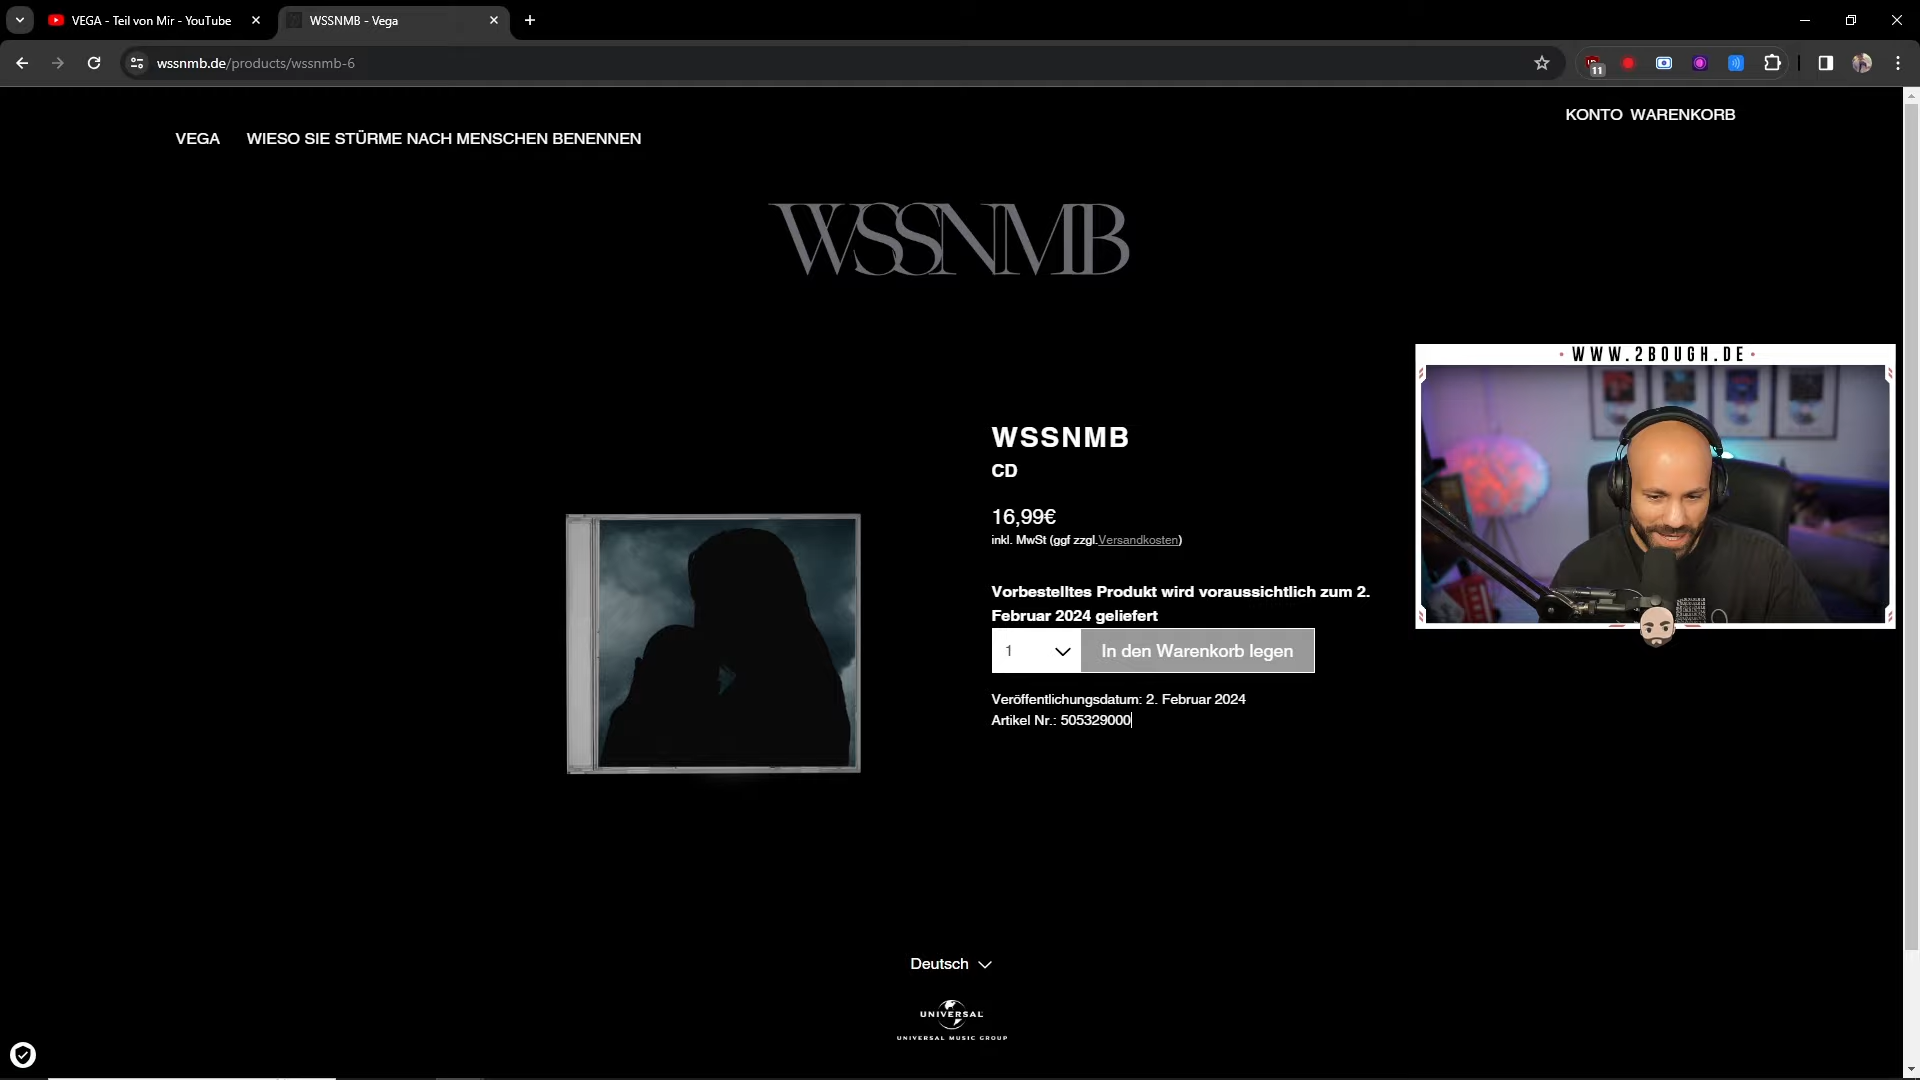 VEGA - Teil von Mir - YouTube
WSSNMB - Vega
wssnmb.de/products/wssnmb-6
11
KONTO WARENKORB
VEGA WIESO SIE STÜRME NACH MENSCHEN BENENNEN
WSSNMB
WWW.2BOUGH.DE
WSSNMB
CD
16,99€
inkl. MwSt (ggf zzgl.Versandkosten)
Vorbestelltes Produkt wird voraussichtlich zum 2.
Februar 2024 geliefert
1
In den Warenkorb legen
Veröffentlichungsdatum: 2. Februar 2024
Artikel Nr.: 505329000
Deutsch
UNIVERSAL
UNIVERSAL MUSIC GROUP